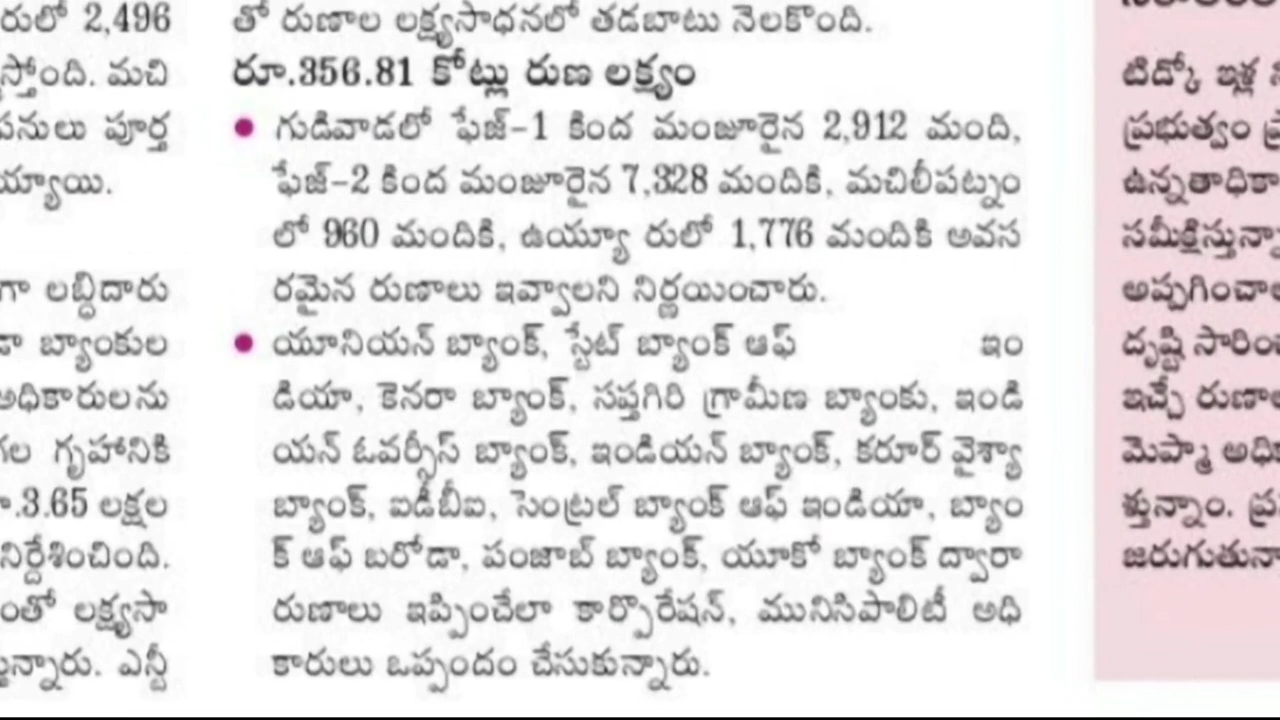 రులో 2,496
స్తోంది. మచి
పనులు పూర్త
య్యాయి.
గా లబ్ధిదారు
డా బ్యాంకుల
అధికారులను
గల గృహానికి
.3.65 లక్షల
నిర్దేశించింది.
ంతో లక్ష్యసా
న్నారు. ఎన్టీ
తో రుణాల లక్ష్యసాధనలో తడబాటు నెలకొంది.
రూ.356.81 కోట్లు రుణ లక్ష్యం
● గుడివాడలో ఫేజ్-1 కింద మంజూరైన 2,912 మంది,
ఫేజ్-2 కింద మంజూరైన 7,328 మందికి, మచిలీపట్నం
లో 960 మందికి, ఉయ్యూ రులో 1,776 మందికి అవస
రమైన రుణాలు ఇవ్వాలని నిర్ణయించారు.
● యూనియన్ బ్యాంక్, స్టేట్ బ్యాంక్ ఆఫ్ ఇం
డియా, కెనరా బ్యాంక్, సప్తగిరి గ్రామీణ బ్యాంకు, ఇండి
యన్ ఓవర్సీస్ బ్యాంక్, ఇండియన్ బ్యాంక్, కరూర్ వైశ్యా
బ్యాంక్, ఐడీబీఐ, సెంట్రల్ బ్యాంక్ ఆఫ్ ఇండియా, బ్యాం
క్ ఆఫ్ బరోడా, పంజాబ్ బ్యాంక్, యూకో బ్యాంక్ ద్వారా
రుణాలు ఇప్పించేలా కార్పొరేషన్, మునిసిపాలిటీ అధి
కారులు ఒప్పందం చేసుకున్నారు.
టిడ్కో ఇళ్ల
ప్రభుత్వం
ఉన్నతాధికా
సమీక్షిస్తున్నా
అప్పగించాల
దృష్టి సారించ
ఇచ్చే రుణాల
మెప్మా అధి
ళ్తున్నాం. ప్ర
జరుగుతున్నా